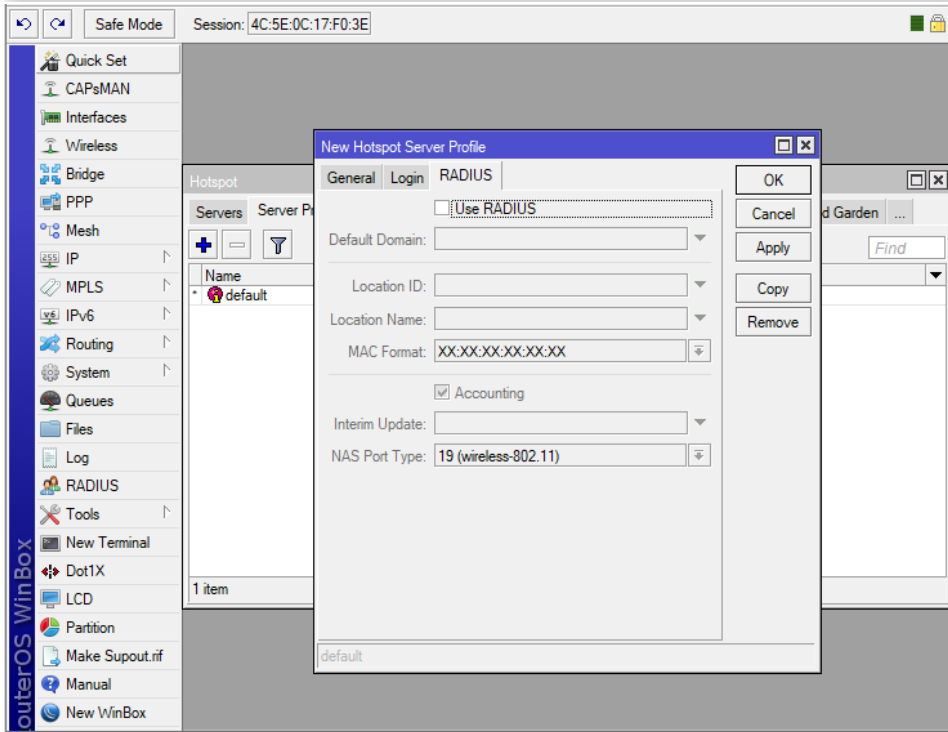 Safe Mode Session: 4C:5E:0C:17:F0:3E
Quick Set
CAPsMAN
Interfaces
Wireless
Bridge
PPP
Mesh
IP
MPLS
IPv6
Routing
System
Queues
Files
Log
RADIUS
Tools
New Terminal
Dot1X
LCD
Partition
Make Supout.rif
Manual
New WinBox
outerOS WinBox
Hotspot
Servers Server Pr d Garden ...
Find
Name
* default
1 item
New Hotspot Server Profile
General Login RADIUS
Use RADIUS
Default Domain:
Location ID:
Location Name:
MAC Format: XX:XX:XX:XX:XX:XX
Accounting
Interim Update:
NAS Port Type: 19 (wireless-802.11)
default
OK
Cancel
Apply
Copy
Remove